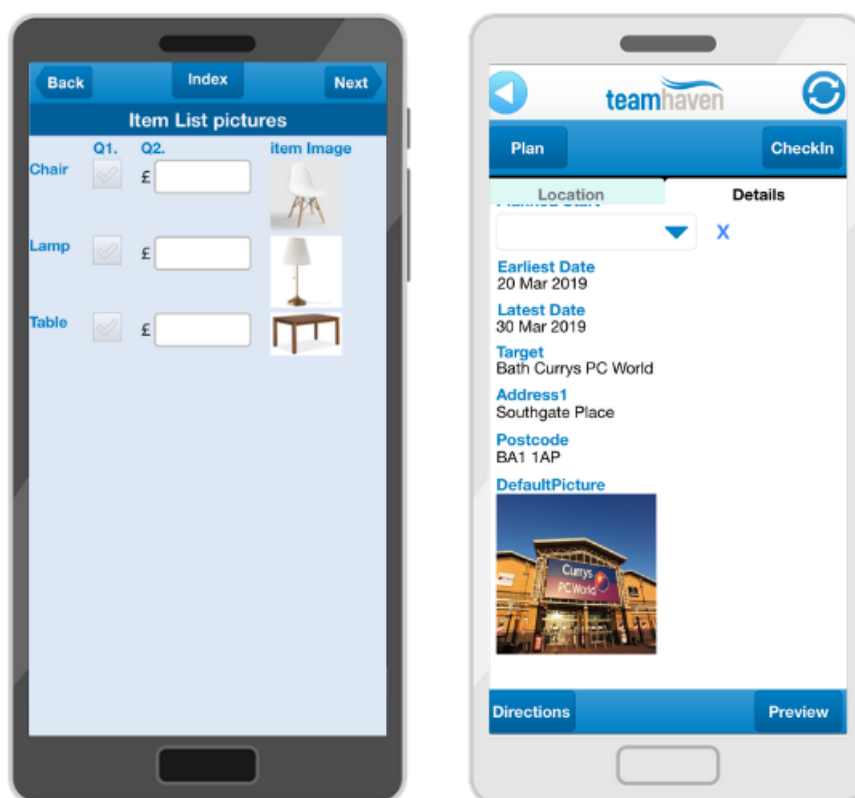 Back Index Next
Item List pictures
Q1. Q2. item Image
Chair £
Lamp £
Table £
teamhaven
Plan CheckIn
Location Details
Planned Start
X
Earliest Date
20 Mar 2019
Latest Date
30 Mar 2019
Target
Bath Currys PC World
Address1
Southgate Place
Postcode
BA1 1AP
DefaultPicture
Currys
PC World
Directions Preview